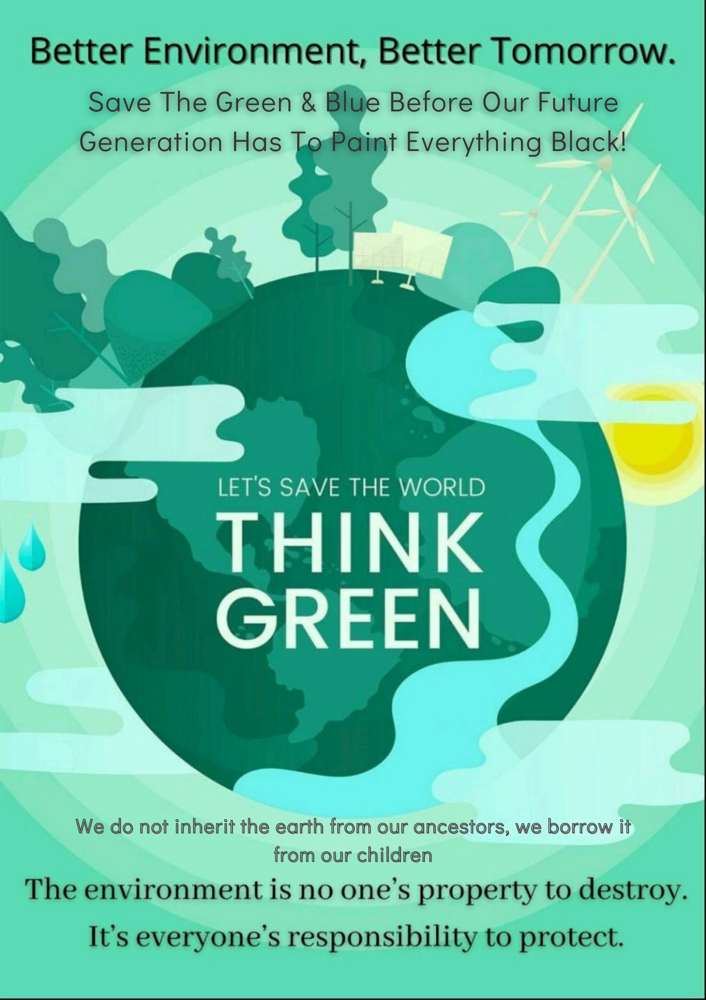 Better Environment, Better Tomorrow.
Save The Green & Blue Before Our Future
Generation Has To Paint Everything Black!
LET'S SAVE THE WORLD
THINK
GREEN
We do not inherit the earth from our ancestors, we borrow it
from our children
The environment is no one’s property to destroy.
It’s everyone’s responsibility to protect.